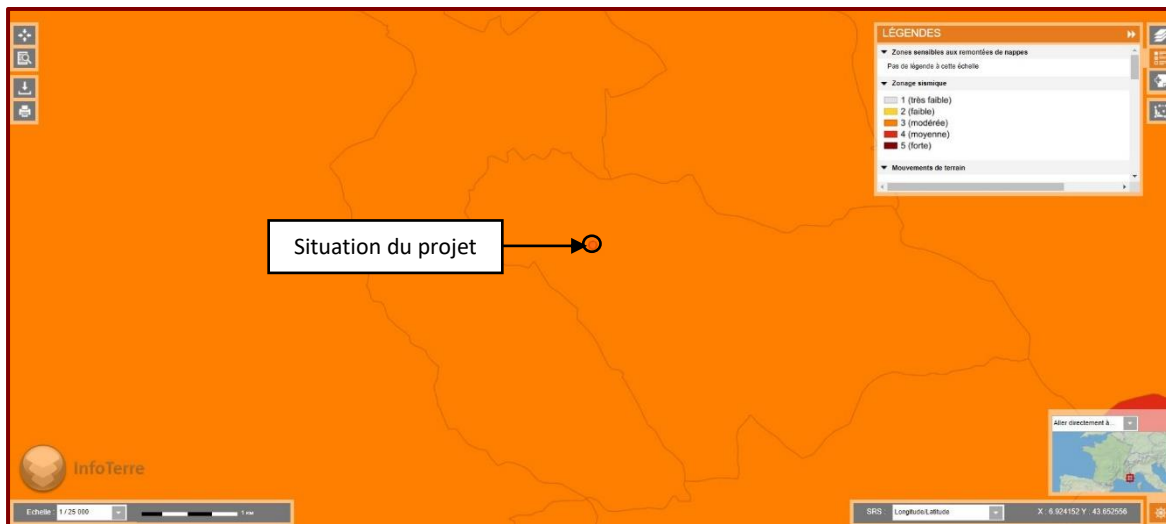 LÉGENDES
Zones sensibles aux remontées de nappes
Pas de légende à cette échelle
Zonage sismique
1 (très faible)
2 (faible)
3 (modérée)
4 (moyenne)
5 (forte)
Mouvements de terrain
Situation du projet
Aller directement à...
InfoTerre
Echelle : 1 / 25 000
1 KM
SRS : Longitude/Latitude
X : 6.924152 Y : 43.652556